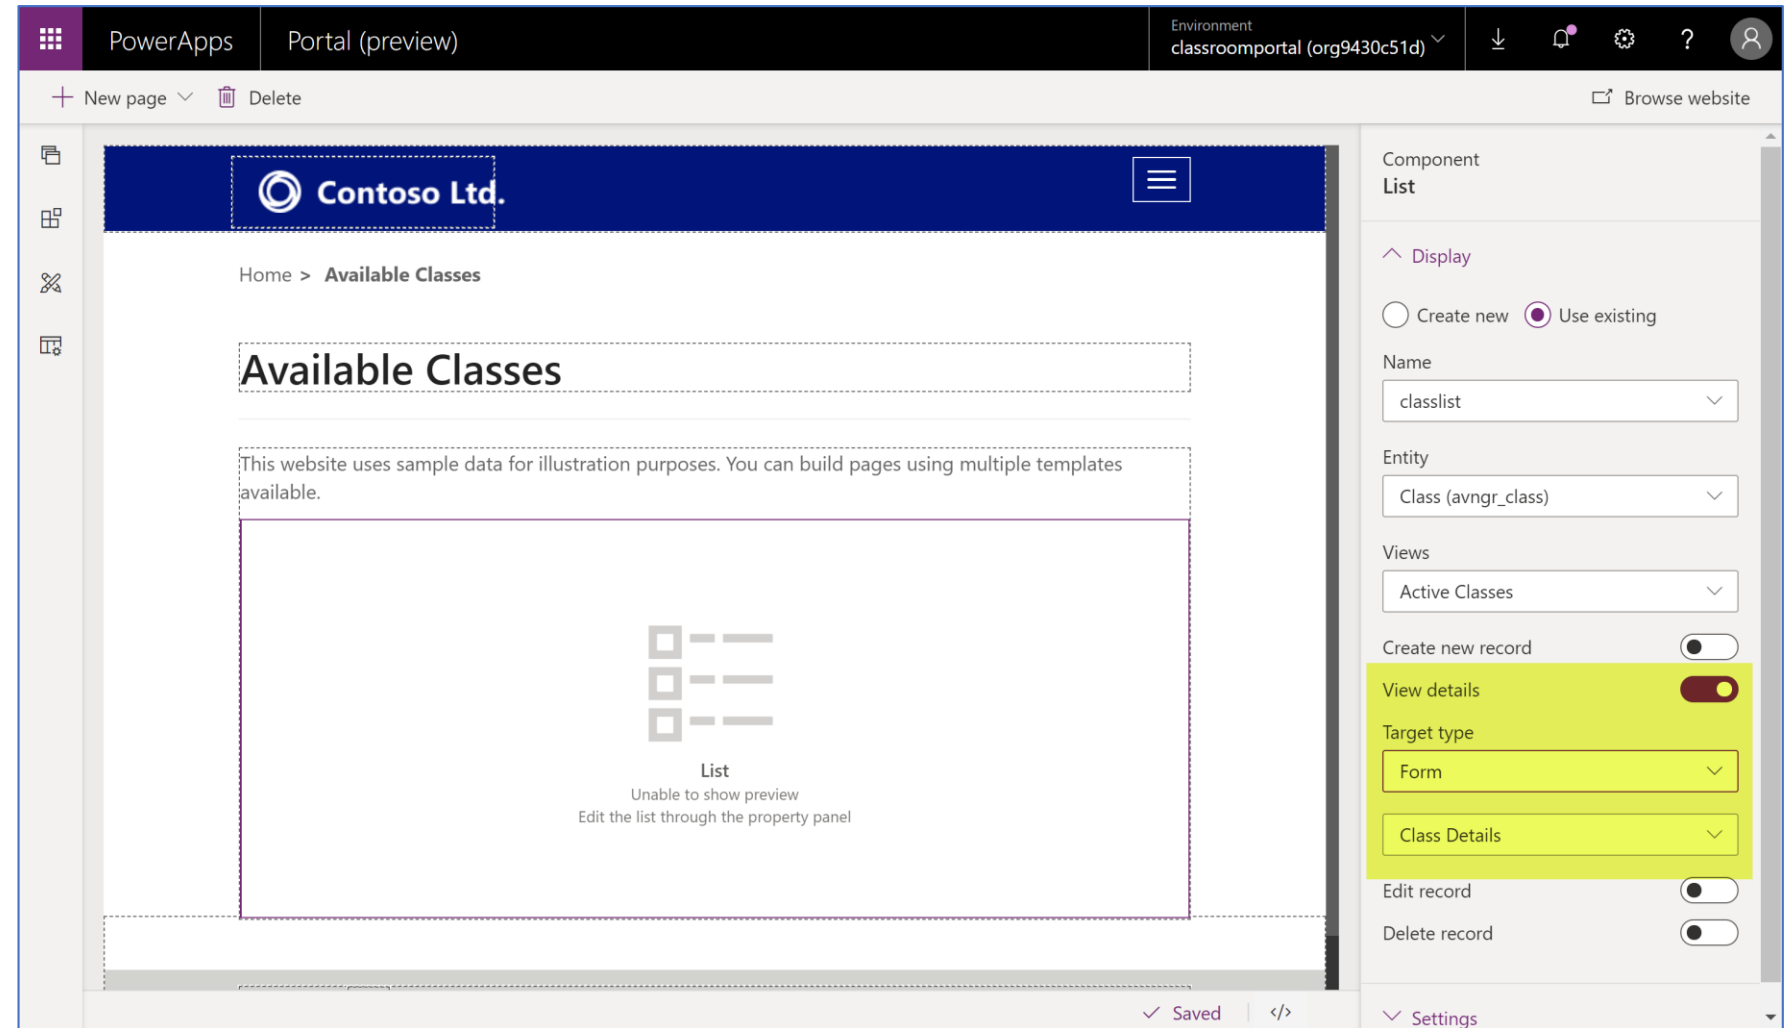 PowerApps
Portal (preview)
Environment
classroomportal (org9430c51d)
?
New page
Delete
Browse website
Contoso Ltd.
Home > Available Classes
Available Classes
This website uses sample data for illustration purposes. You can build pages using multiple templates
available.
List
Unable to show preview
Edit the list through the property panel
Saved
</>
Component
List
Display
Create new
Use existing
Name
classlist
Entity
Class (avngr_class)
Views
Active Classes
Create new record
View details
Target type
Form
Class Details
Edit record
Delete record
Settings